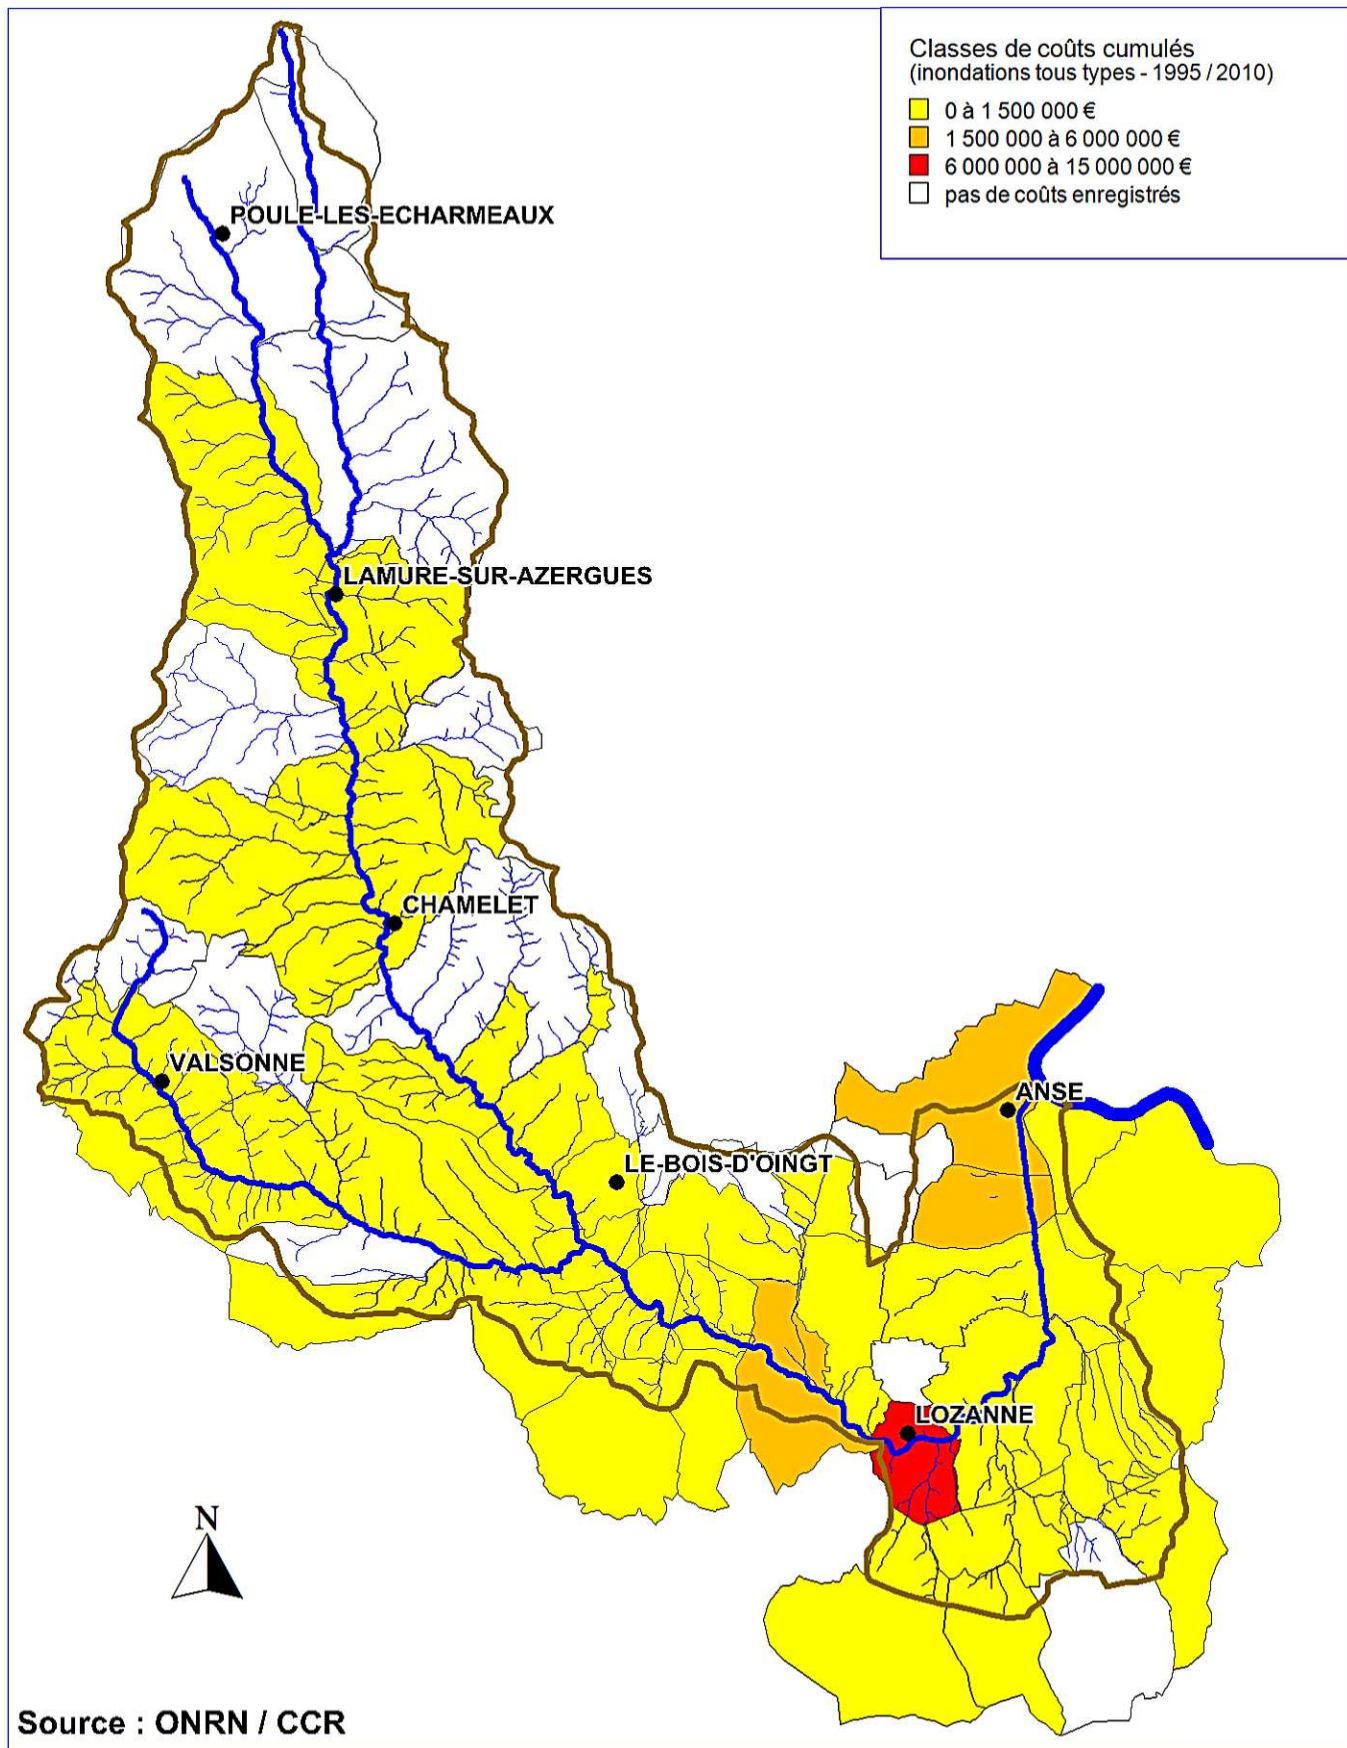 Classes de coûts cumulés
(inondations tous types - 1995 / 2010)
0 à 1 500 000 €
1 500 000 à 6 000 000 €
6 000 000 à 15 000 000 €
pas de coûts enregistrés
POULE-LES-ECHARMEAUX
LAMURE-SUR-AZERGUES
CHAMELET
VALSONNE
ANSE
LE-BOIS-D'OINGT
LOZANNE
N
Source : ONRN / CCR